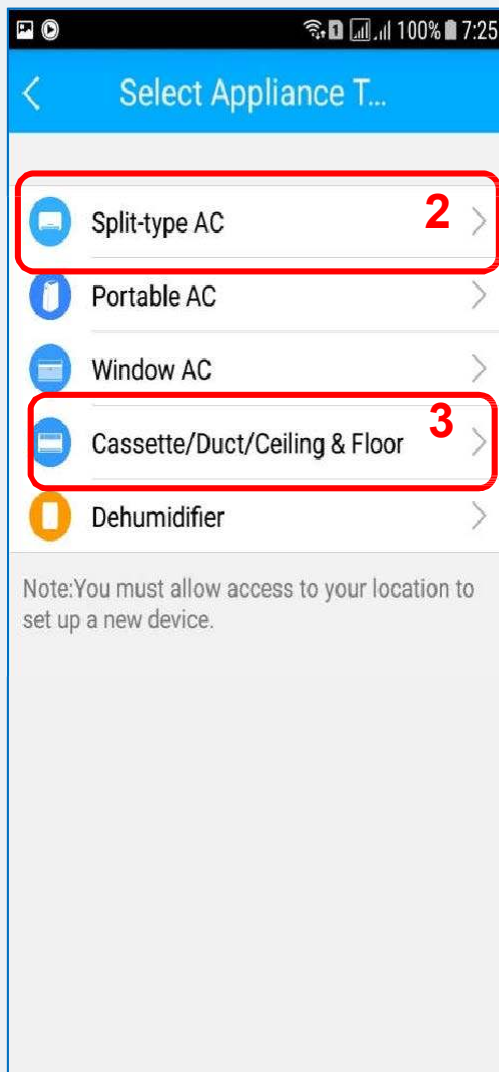 1 100% 7:25
Select Appliance T...
Split-type AC 2
Portable AC
Window AC
Cassette/Duct/Ceiling & Floor 3
Dehumidifier
Note:You must allow access to your location to
set up a new device.